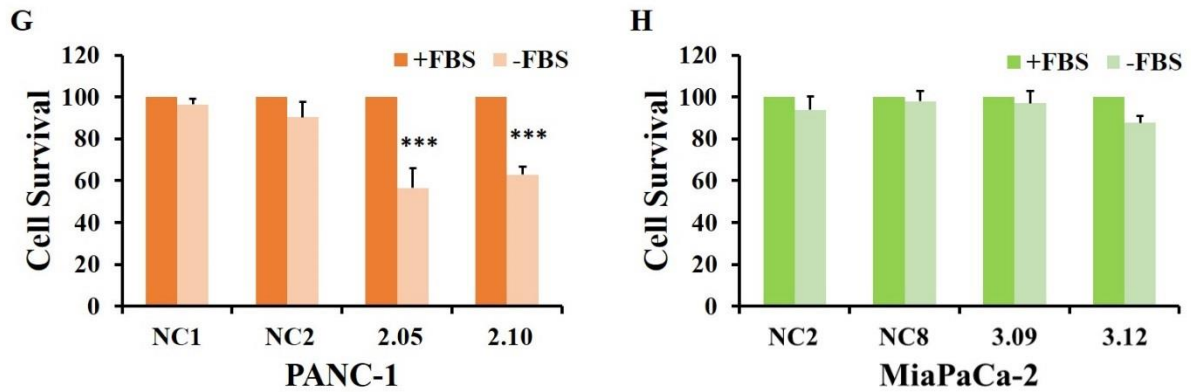 G
+FBS -FBS
120
100
80
60
40
20
0
Cell Survival
*** ***
NC1 NC2 2.05 2.10
PANC-1
H
+FBS -FBS
120
100
80
60
40
20
0
Cell Survival
NC2 NC8 3.09 3.12
MiaPaCa-2